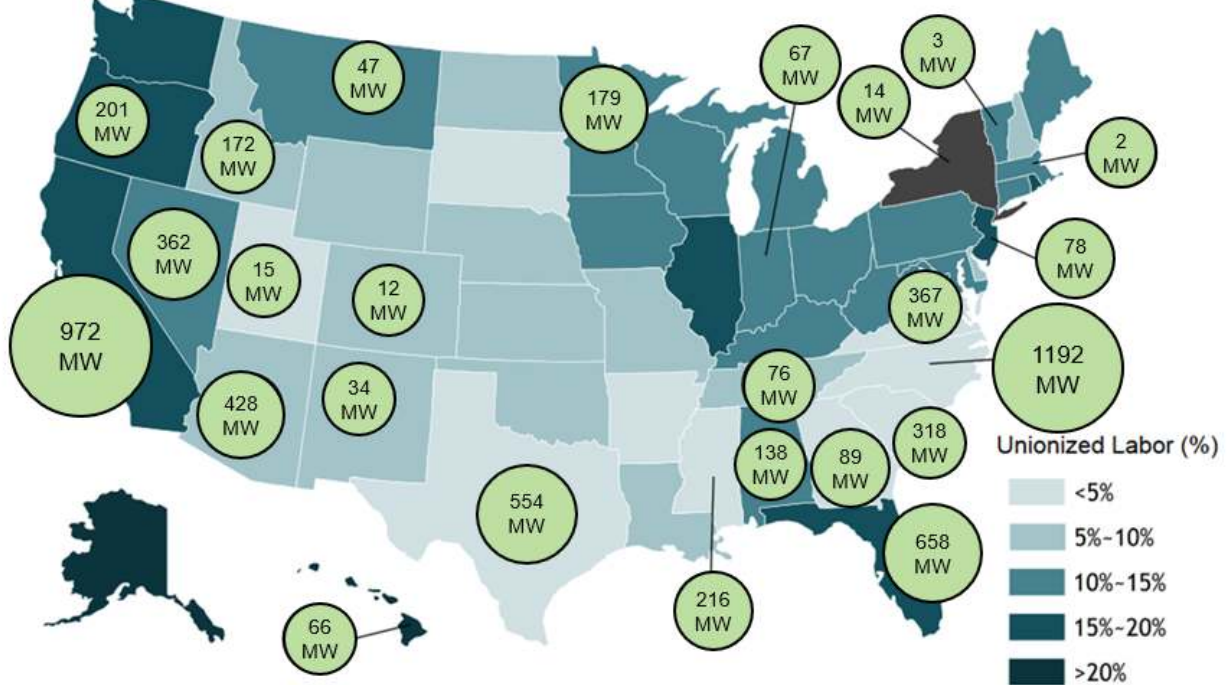 3
MW
67
MW
47
MW
14
MW
179
MW
201
MW
2
MW
172
MW
362
MW
78
MW
15
MW
12
MW
367
MW
972
MW
1192
MW
76
MW
34
MW
428
MW
318
MW
138
MW
89
MW
554
MW
658
MW
216
MW
66
MW
Unionized Labor (%)
<5%
5%~10%
10%~15%
15%~20%
>20%